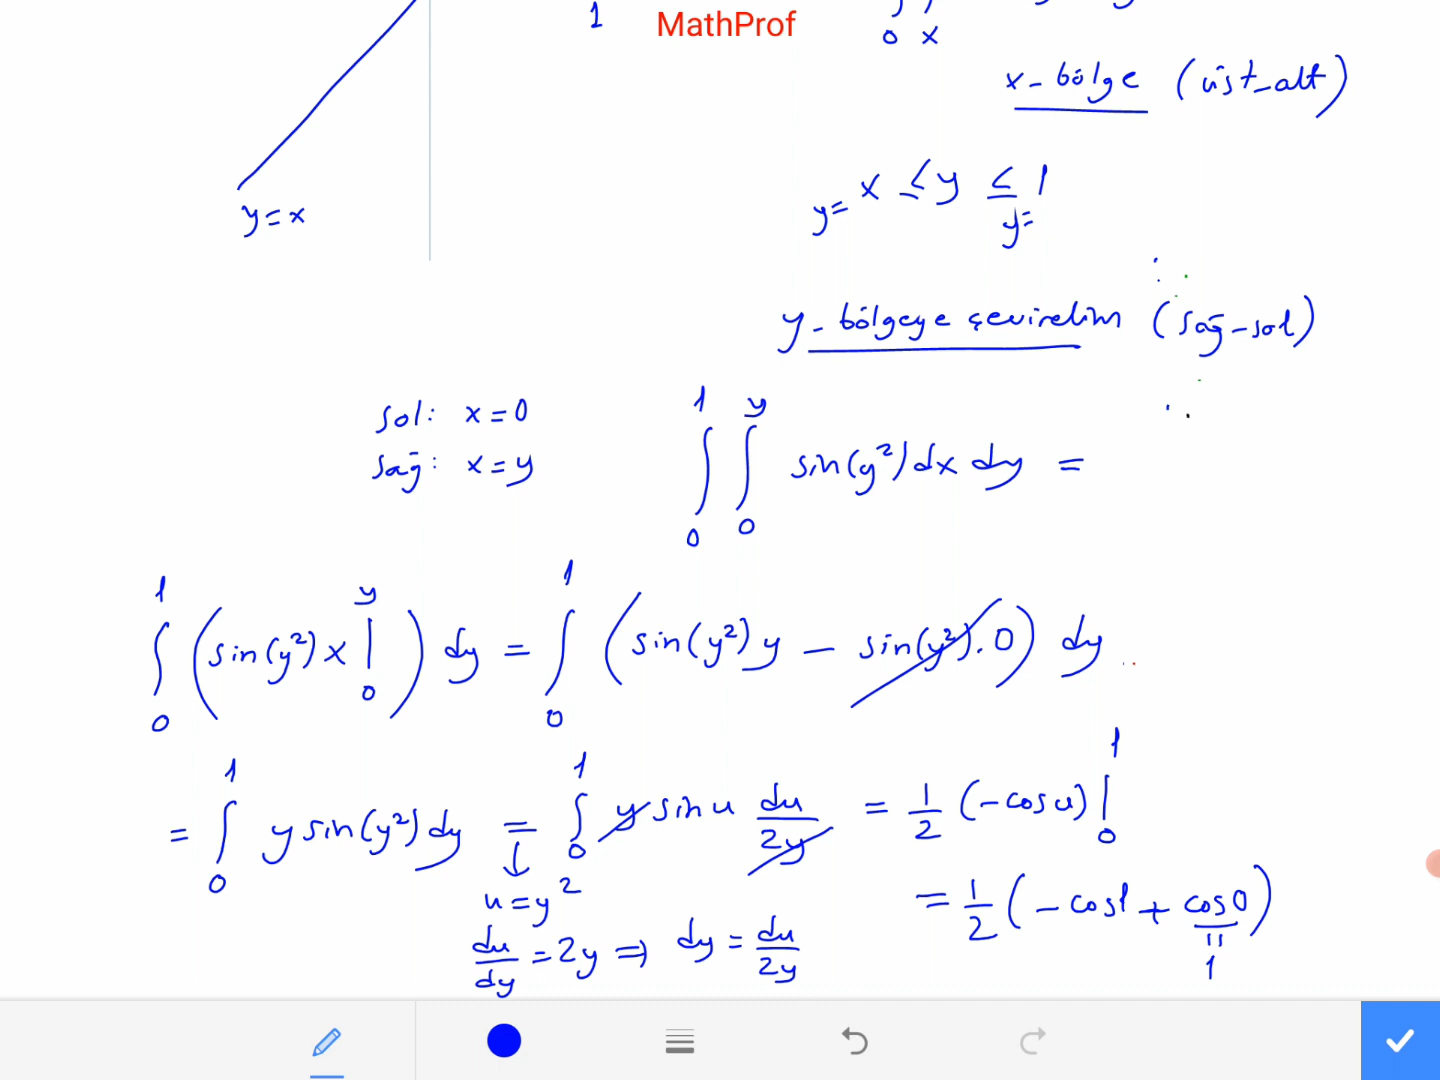 1
MathProf
0 x
x-bölge (üst-alt)
y=x
y= x ≤ y ≤ 1
y=
y-bölgeye çevirelim (sağ-sol)
sol: x=0
sağ: x=y
∫₀¹ ∫₀^y sin(y²) dx dy =
∫₀¹ (sin(y²) x |₀^y) dy = ∫₀¹ (sin(y²) y − sin(y²).0) dy
= ∫₀¹ y sin(y²) dy = ∫₀¹ y sin u du/2y = 1/2 (-cos u) |₀¹
u=y²
du/dy = 2y ⇒ dy = du/2y
= 1/2 (-cos1 + cos0)
= 1